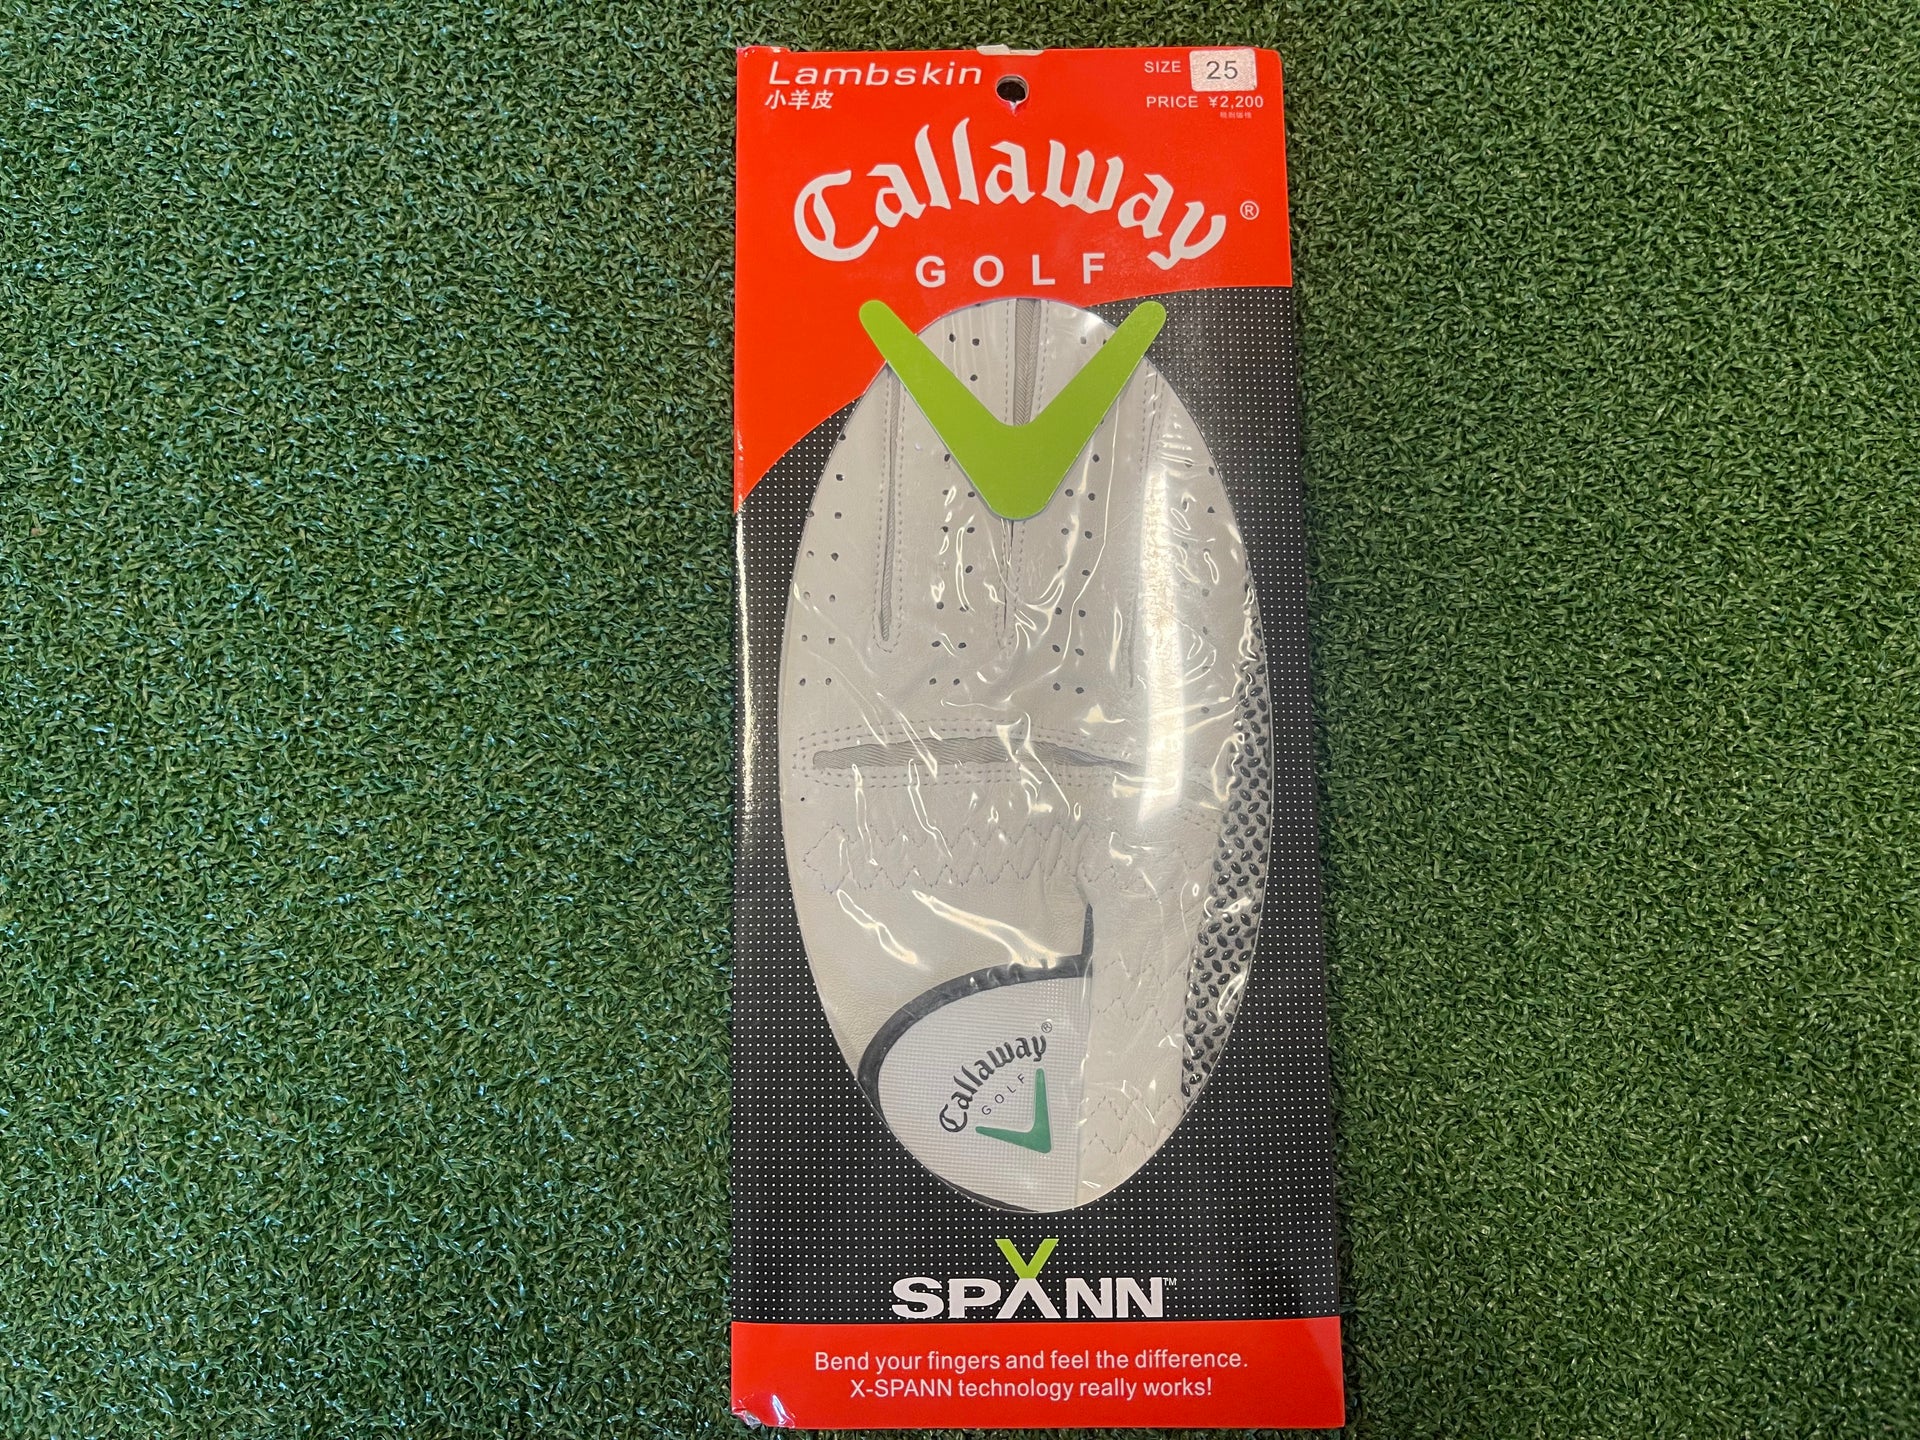 Lambskin
小羊皮
SIZE 25
PRICE ¥2,200
Callaway®
GOLF
Callaway®
GOLF
SPANN™
Bend your fingers and feel the difference.
X-SPANN technology really works!